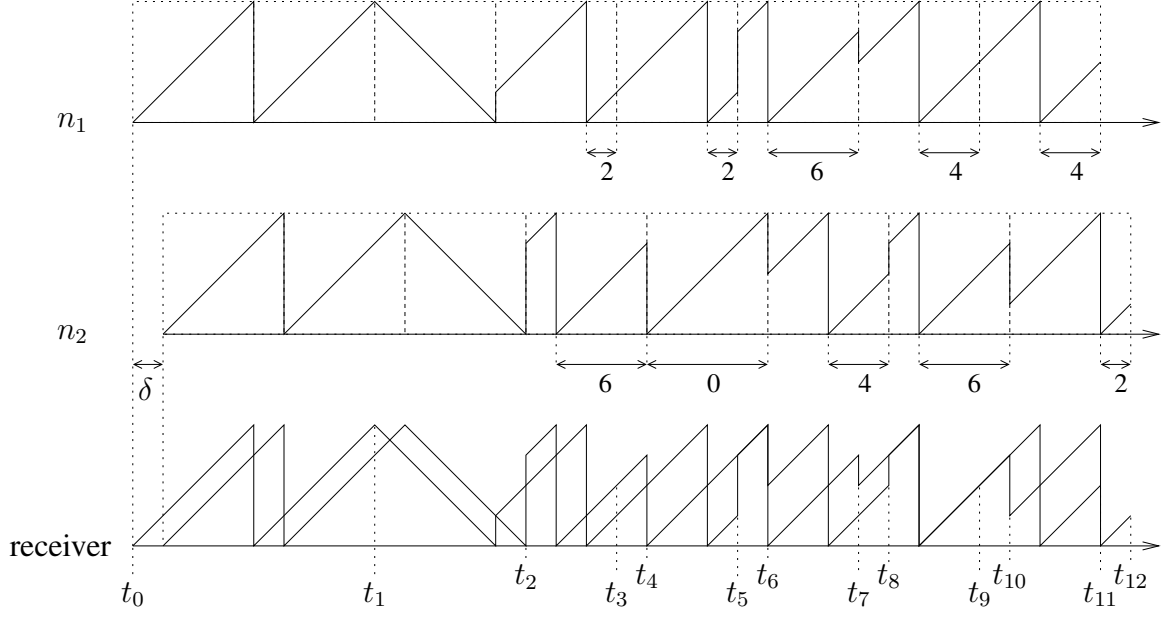 n1
2 2 6 4 4
n2
δ 6 0 4 6 2
receiver
t2 t4 t6 t8 t10 t12
t0 t1 t3 t5 t7 t9 t11